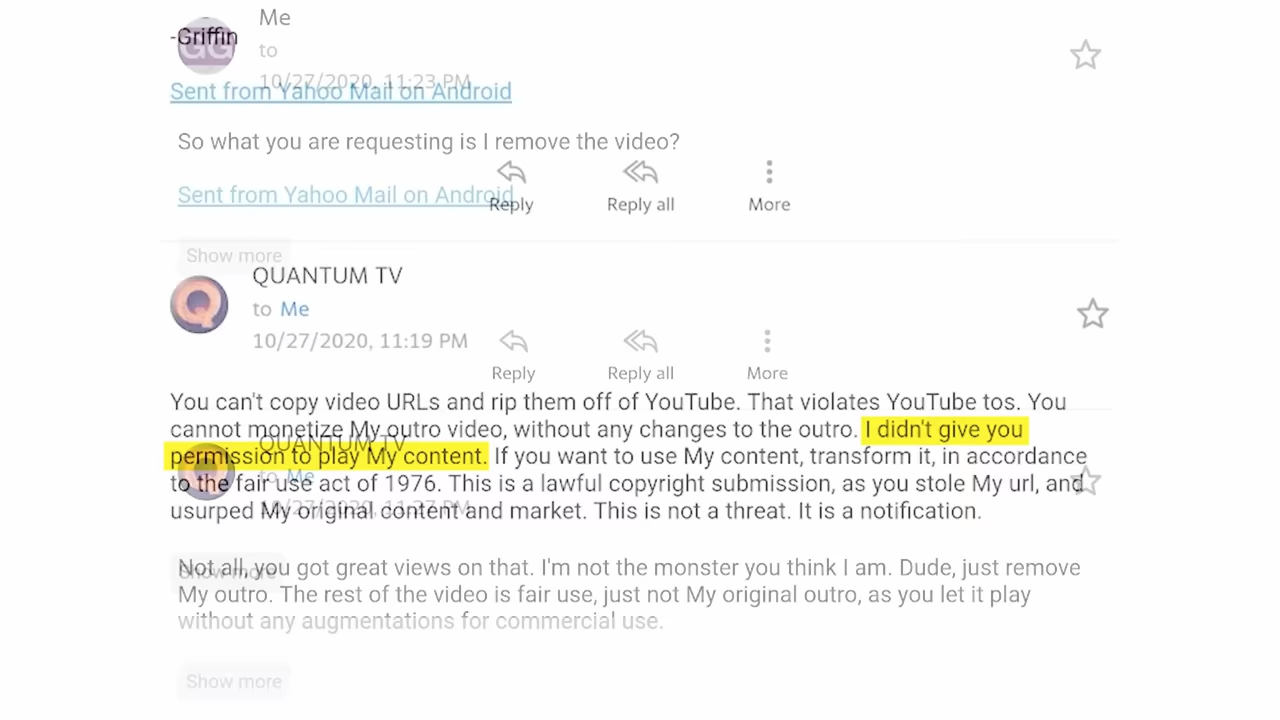 Me
-Griffin
GG
to
10/27/2020, 11:23 PM
Sent from Yahoo Mail on Android
So what you are requesting is I remove the video?
Sent from Yahoo Mail on Android
Reply Reply all More
Show more
QUANTUM TV
to Me
10/27/2020, 11:19 PM
Reply Reply all More
You can't copy video URLs and rip them off of YouTube. That violates YouTube tos. You
cannot monetize My outro video, without any changes to the outro. I didn't give you
QUANTUM TV
permission to play My content. If you want to use My content, transform it, in accordance
to Me
to the fair use act of 1976. This is a lawful copyright submission, as you stole My url, and
10/27/2020, 11:27 PM
usurped My original content and market. This is not a threat. It is a notification.
Show more
Not all, you got great views on that. I'm not the monster you think I am. Dude, just remove
My outro. The rest of the video is fair use, just not My original outro, as you let it play
without any augmentations for commercial use.
Show more